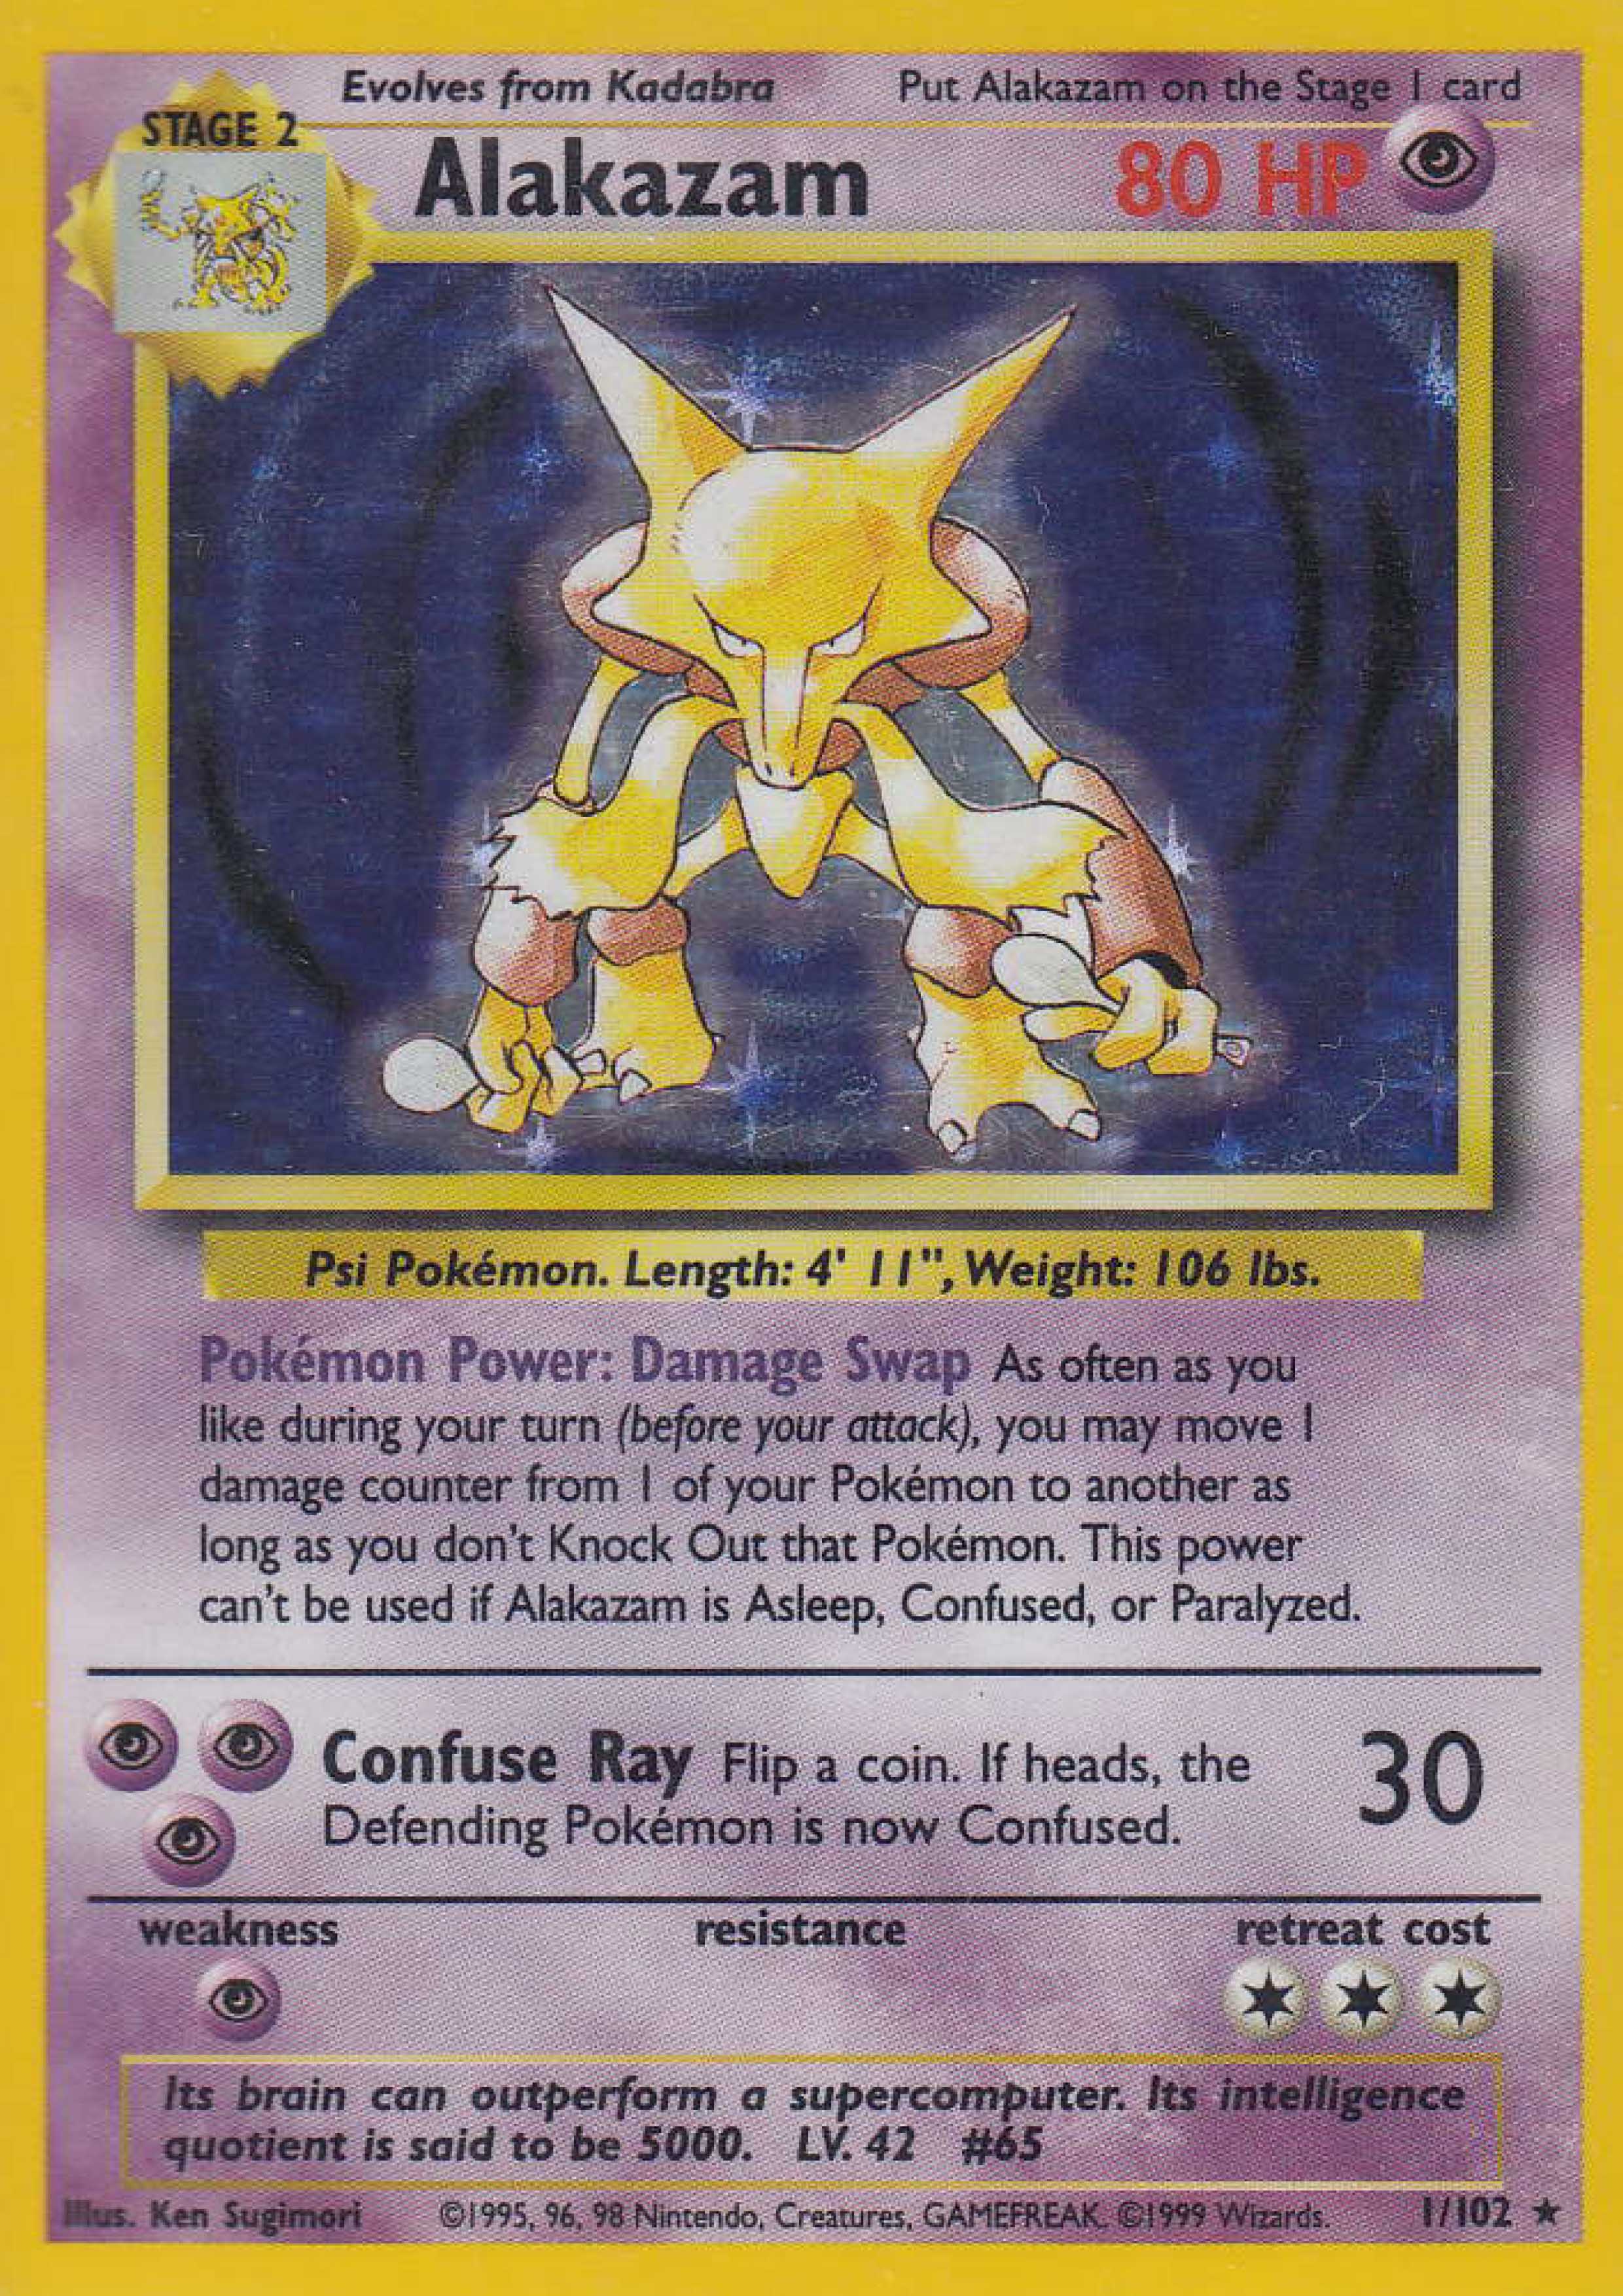 Evolves from Kadabra Put Alakazam on the Stage 1 card
STAGE 2
Alakazam 80 HP
Psi Pokémon. Length: 4' 11", Weight: 106 lbs.
Pokémon Power: Damage Swap As often as you
like during your turn (before your attack), you may move 1
damage counter from 1 of your Pokémon to another as
long as you don't Knock Out that Pokémon. This power
can't be used if Alakazam is Asleep, Confused, or Paralyzed.
Confuse Ray Flip a coin. If heads, the
Defending Pokémon is now Confused.
30
weakness resistance retreat cost
Its brain can outperform a supercomputer. Its intelligence
quotient is said to be 5000. LV. 42 #65
Illus. Ken Sugimori ©1995, 96, 98 Nintendo, Creatures, GAMEFREAK. ©1999 Wizards. 1/102 ★